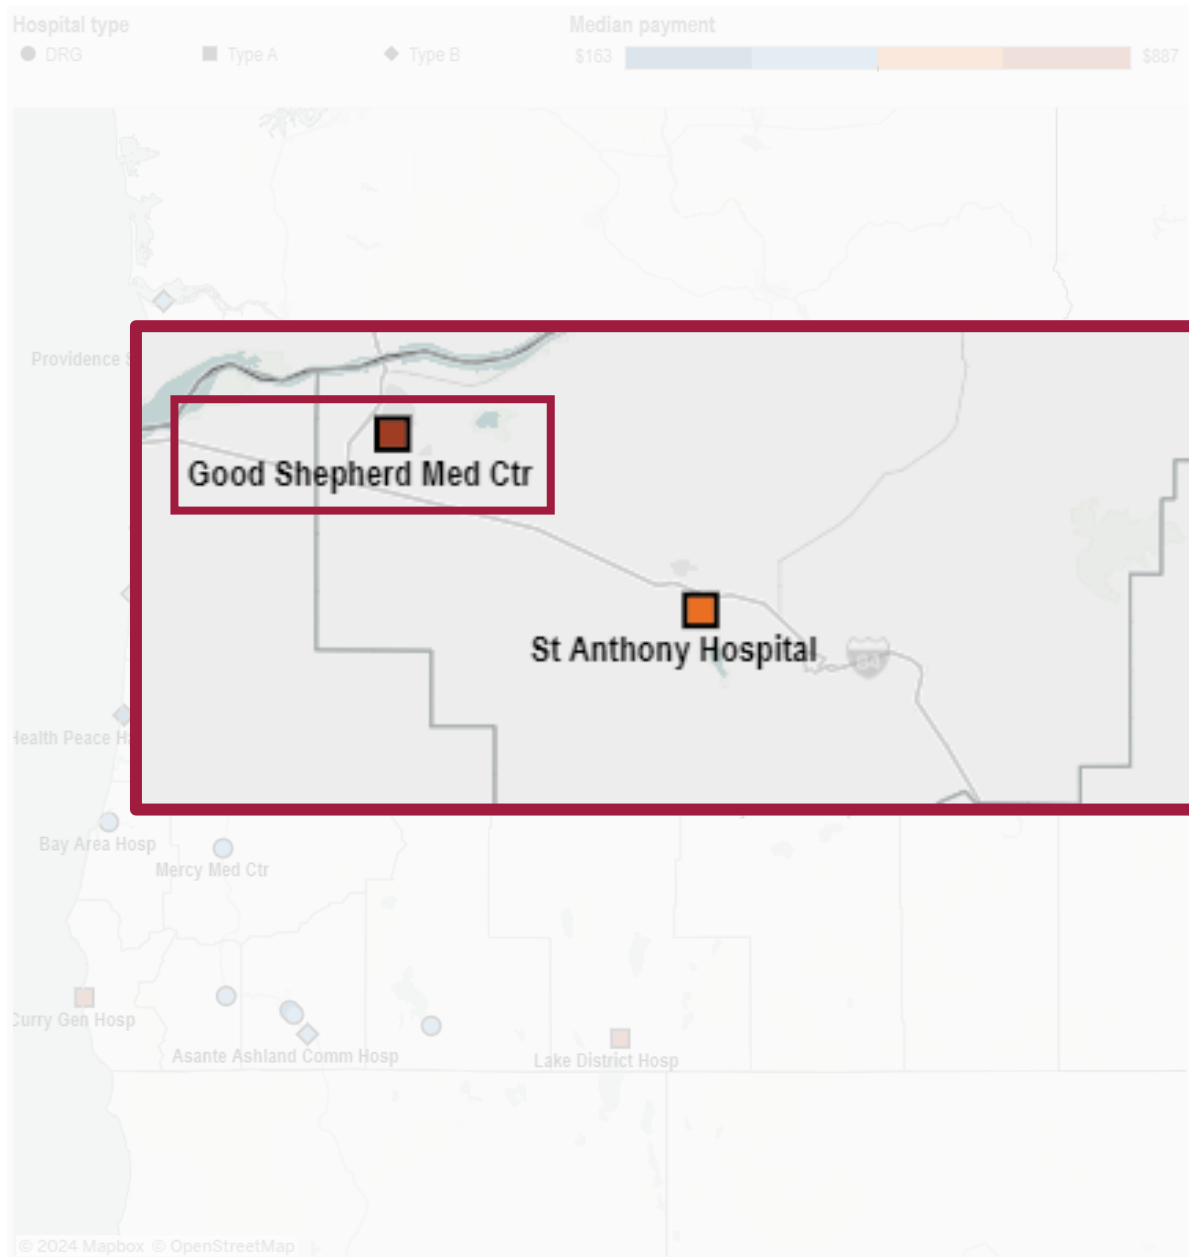 Hospital type
Median payment
DRG
Type A
Type B
$163
$887
Providence
Good Shepherd Med Ctr
St Anthony Hospital
84
Health Peace
Bay Area Hosp
Mercy Med Ctr
Curry Gen Hosp
Asante Ashland Comm Hosp
Lake District Hosp
© 2024 Mapbox © OpenStreetMap